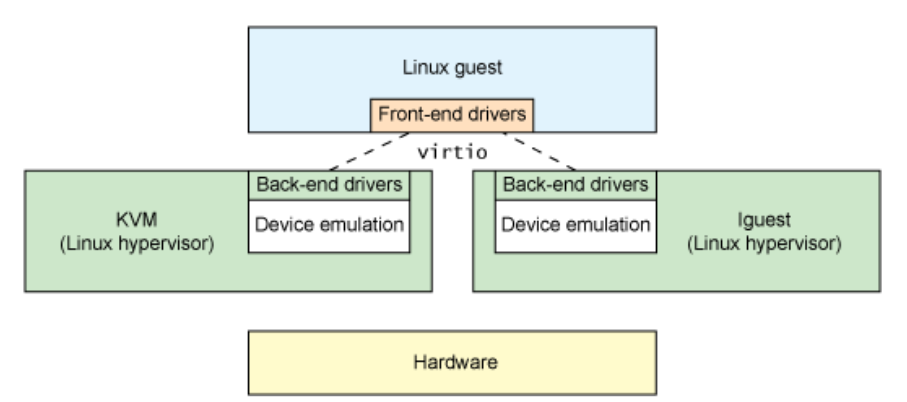 Linux guest
Front-end drivers
virtio
Back-end drivers
Device emulation
KVM
(Linux hypervisor)
Back-end drivers
Device emulation
lguest
(Linux hypervisor)
Hardware